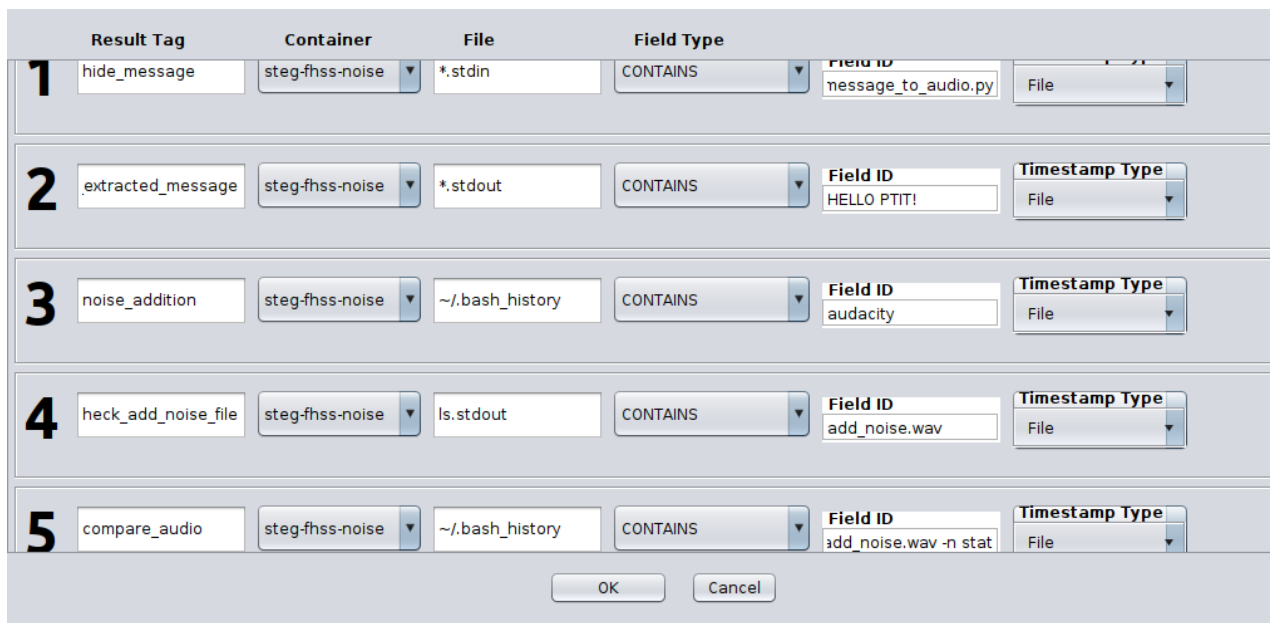 Result Tag Container File Field Type
1 hide_message steg-fhss-noise *.stdin CONTAINS Field ID message_to_audio.py File
2 _extracted_message steg-fhss-noise *.stdout CONTAINS Field ID HELLO PTIT! Timestamp Type File
3 noise_addition steg-fhss-noise ~/.bash_history CONTAINS Field ID audacity Timestamp Type File
4 heck_add_noise_file steg-fhss-noise ls.stdout CONTAINS Field ID add_noise.wav Timestamp Type File
5 compare_audio steg-fhss-noise ~/.bash_history CONTAINS Field ID add_noise.wav -n stat Timestamp Type File
OK Cancel